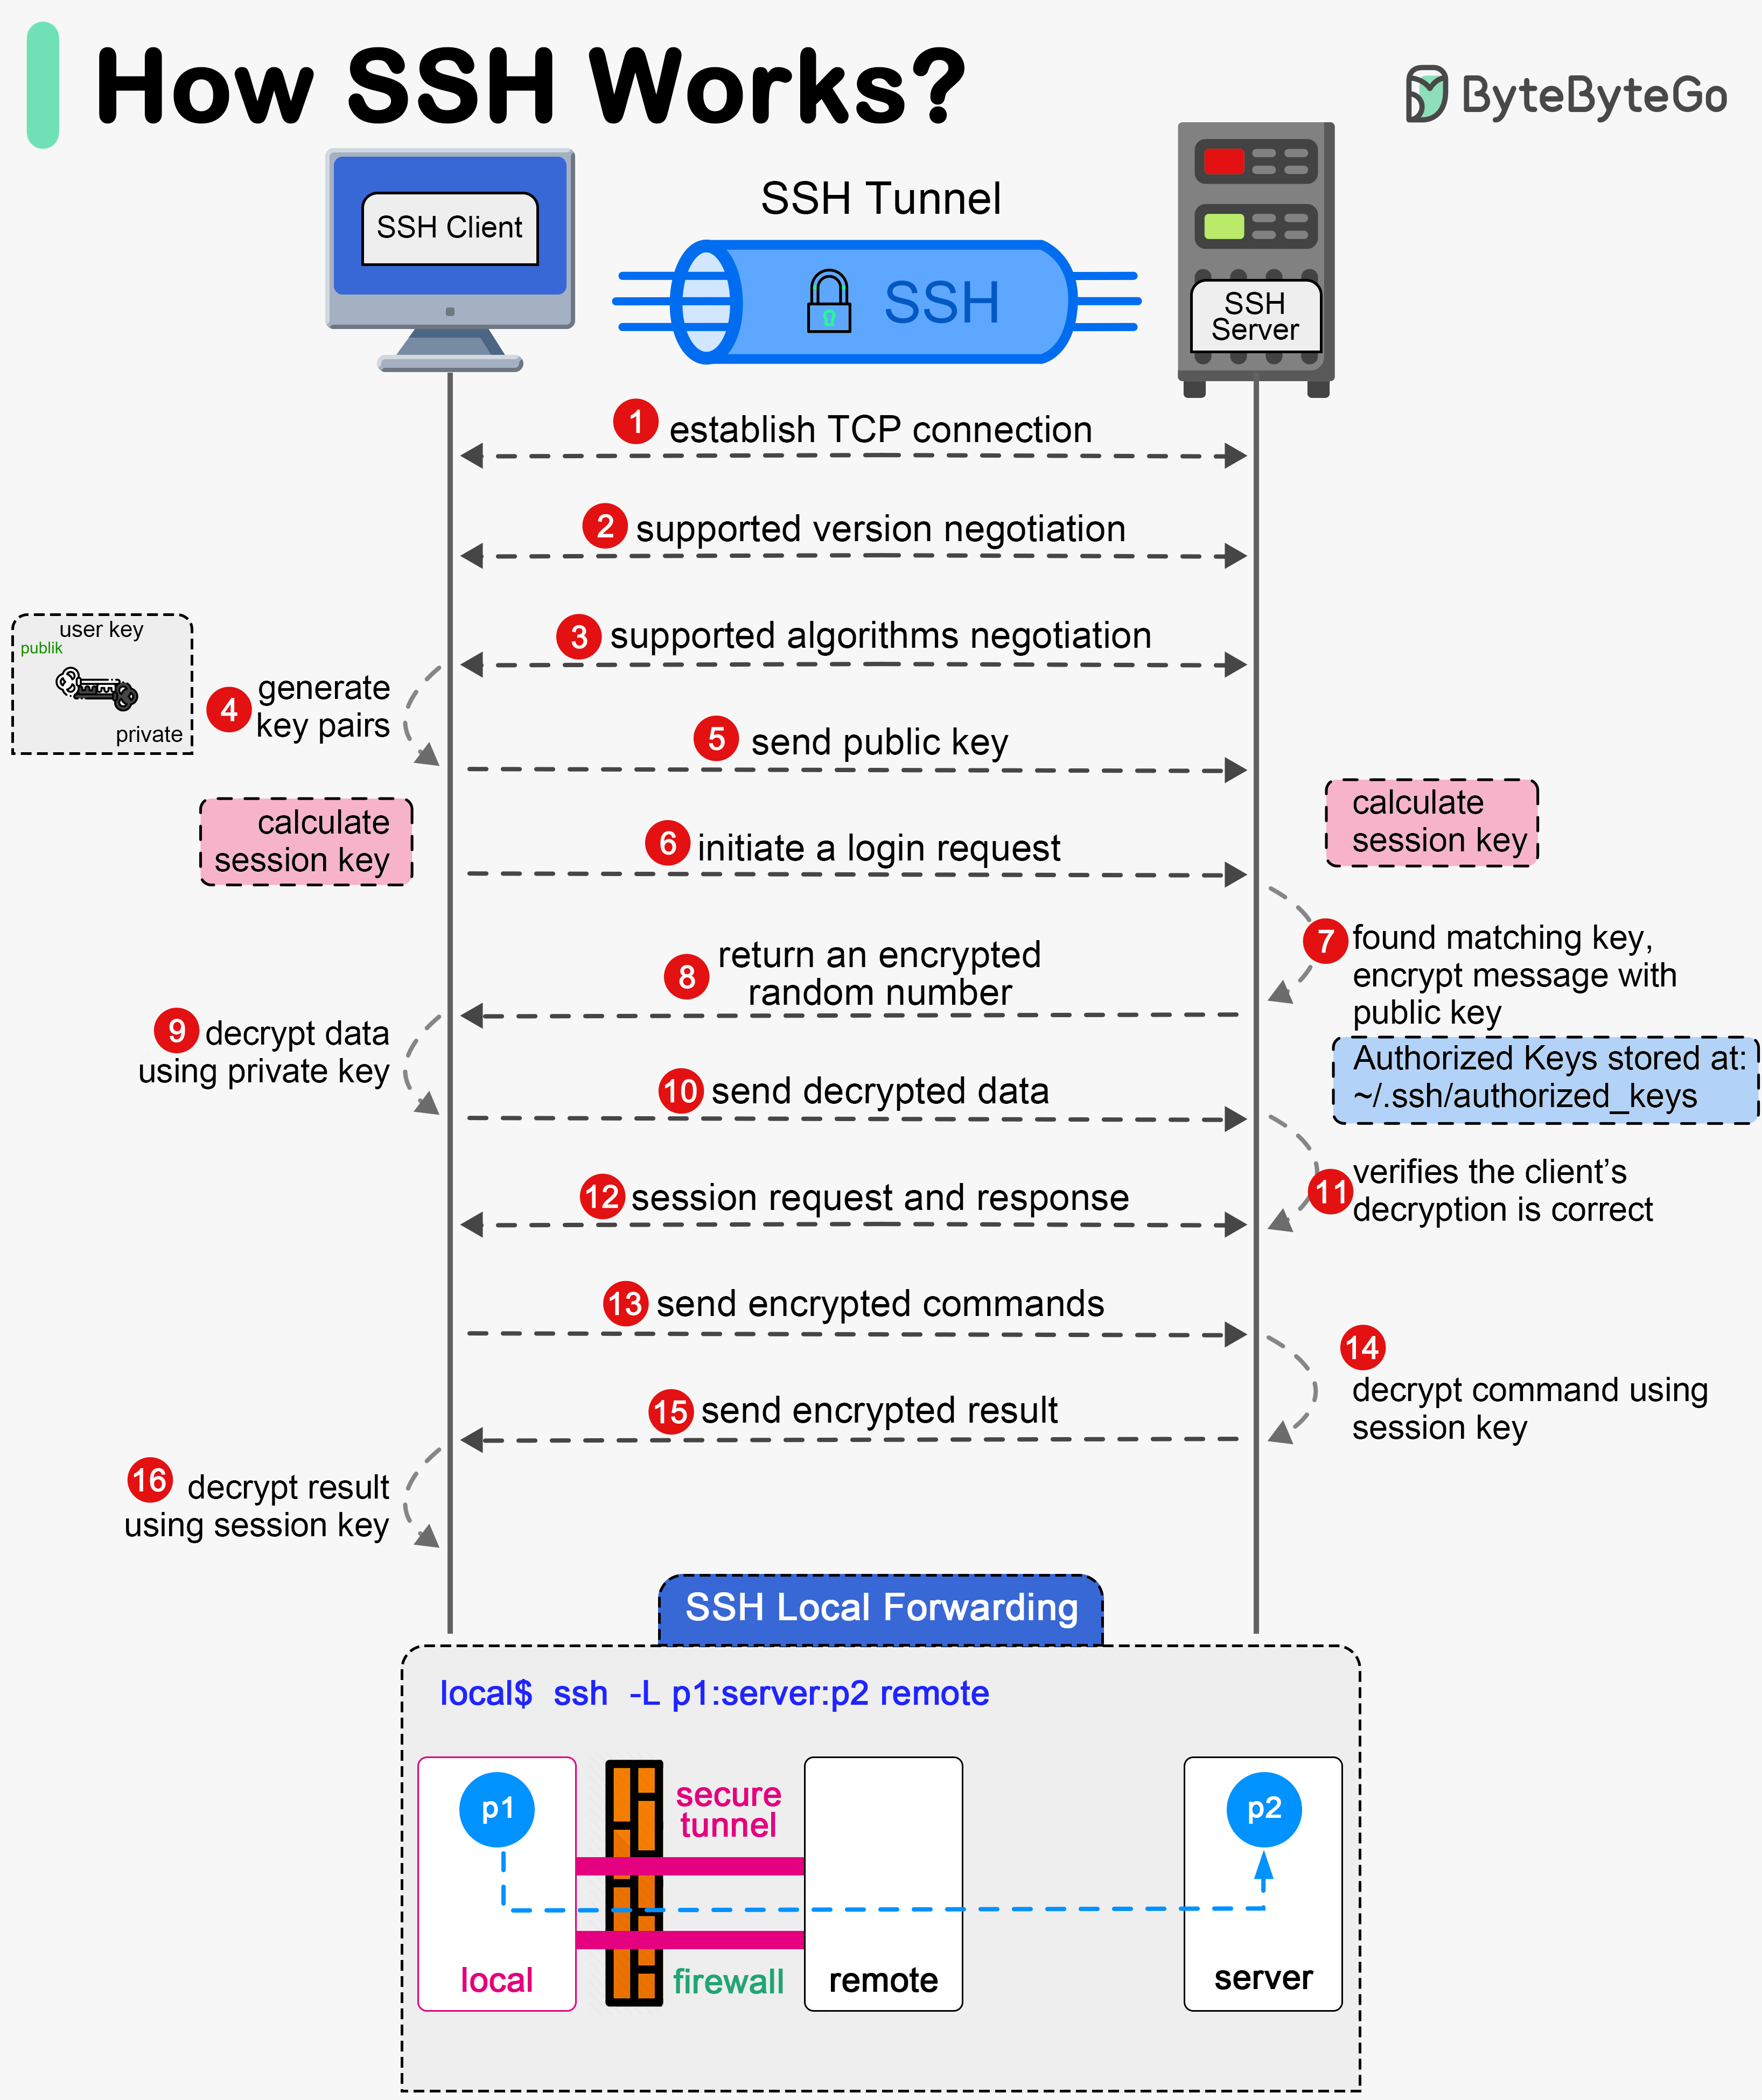 How SSH Works?
ByteByteGo
SSH Client
SSH Tunnel
SSH
SSH
Server
1 establish TCP connection
2 supported version negotiation
3 supported algorithms negotiation
user key
publik
private
4 generate
key pairs
5 send public key
calculate
session key
calculate
session key
6 initiate a login request
7 found matching key,
encrypt message with
public key
8 return an encrypted
random number
9 decrypt data
using private key
Authorized Keys stored at:
~/.ssh/authorized_keys
10 send decrypted data
11 verifies the client’s
decryption is correct
12 session request and response
13 send encrypted commands
14
decrypt command using
session key
15 send encrypted result
16 decrypt result
using session key
SSH Local Forwarding
local$ ssh -L p1:server:p2 remote
p1
secure
tunnel
p2
local
firewall
remote
server